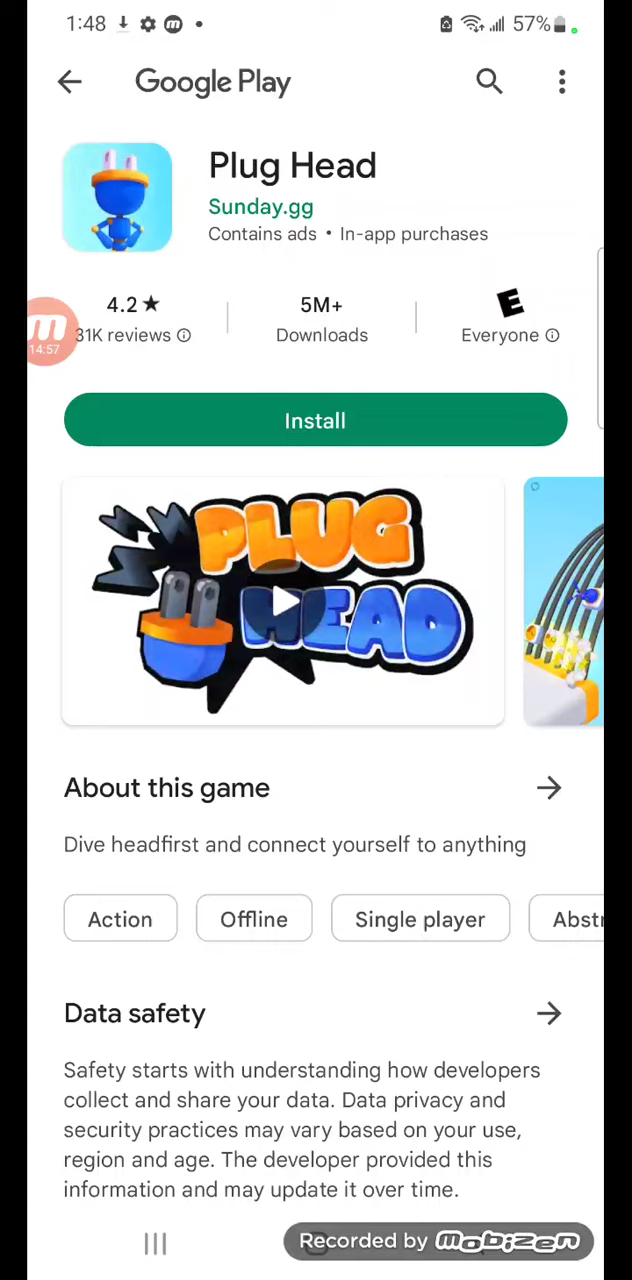 1:48
57%
Google Play
Plug Head
Sunday.gg
Contains ads • In-app purchases
4.2★
31K reviews
5M+
Downloads
E
Everyone
14:57
Install
PLUG
HEAD
About this game
Dive headfirst and connect yourself to anything
Action
Offline
Single player
Abstr
Data safety
Safety starts with understanding how developers
collect and share your data. Data privacy and
security practices may vary based on your use,
region and age. The developer provided this
information and may update it over time.
Recorded by mobizen